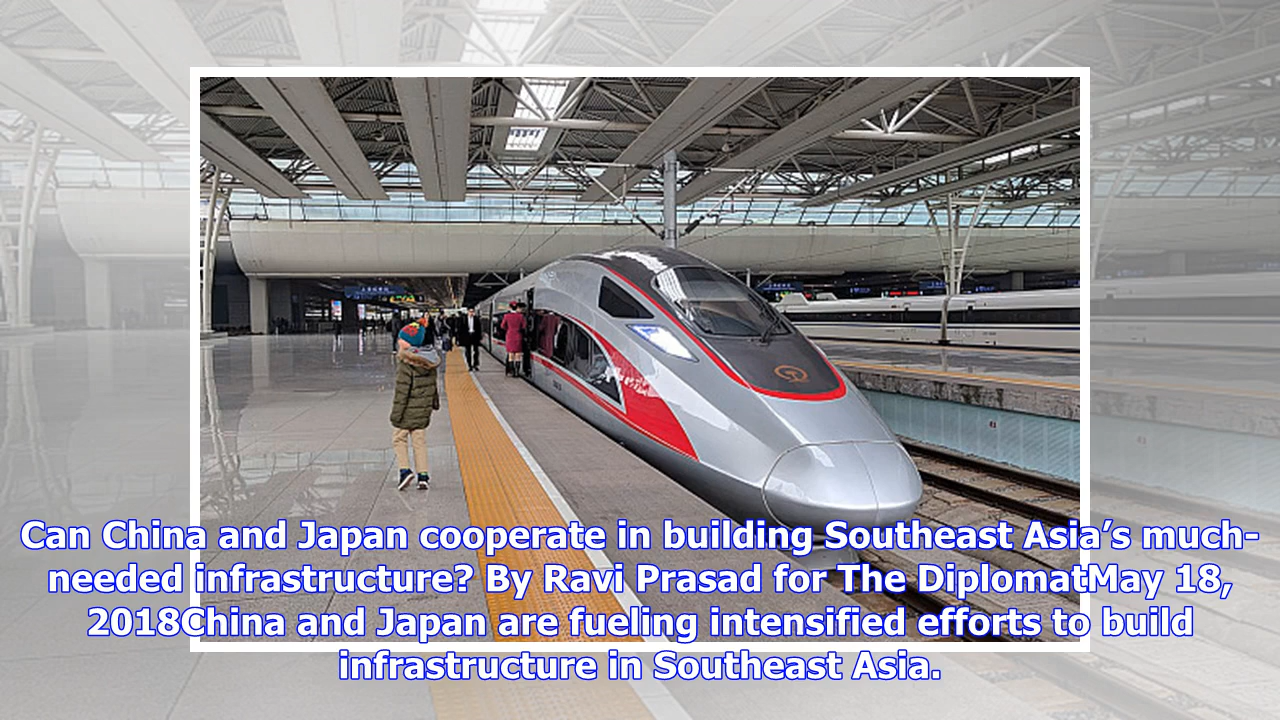 Can China and Japan cooperate in building Southeast Asia’s much-
needed infrastructure? By Ravi Prasad for The DiplomatMay 18,
2018China and Japan are fueling intensified efforts to build
infrastructure in Southeast Asia.